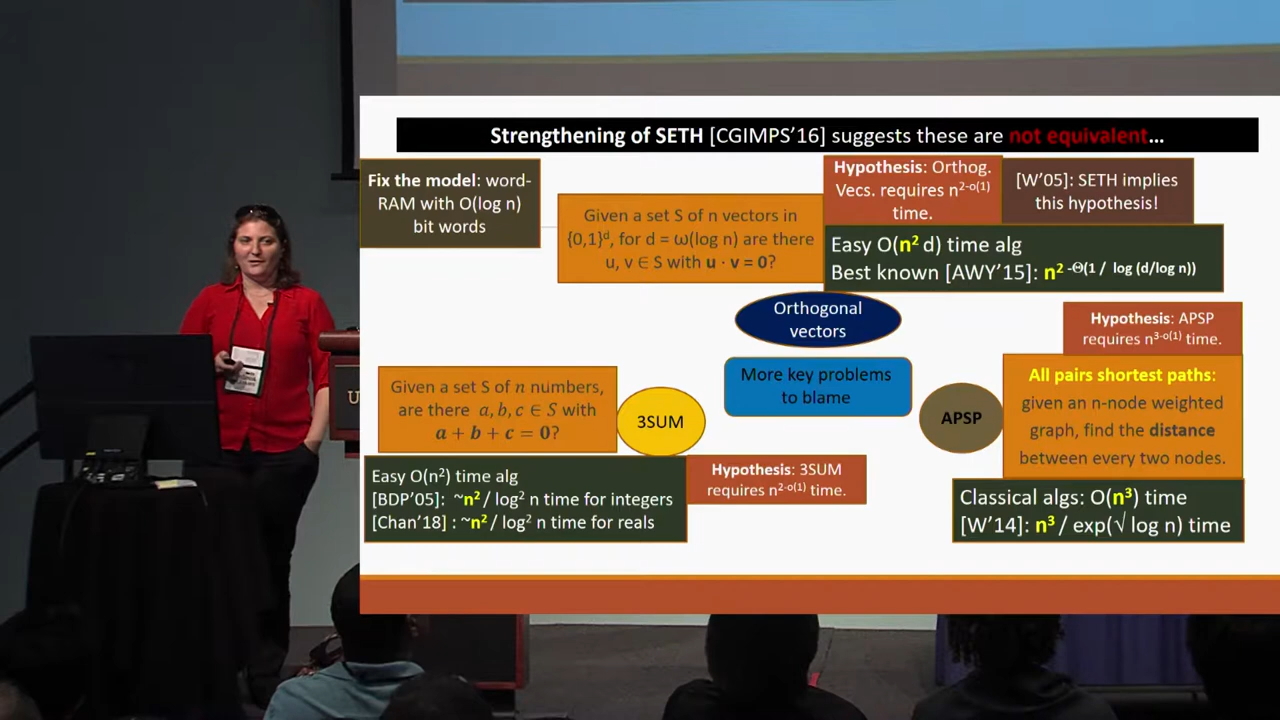 Strengthening of SETH [CGIMPS’16] suggests these are not equivalent...
Fix the model: word-
RAM with O(log n)
bit words
Given a set S of n vectors in
{0,1}ᵈ, for d = ω(log n) are there
u, v ∈ S with u · v = 0?
Hypothesis: Orthog.
Vecs. requires n²⁻ᵒ⁽¹⁾
time.
[W’05]: SETH implies
this hypothesis!
Easy O(n² d) time alg
Best known [AWY’15]: n² ⁻Θ(1 / log (d/log n))
Orthogonal
vectors
More key problems
to blame
Given a set S of n numbers,
are there a, b, c ∈ S with
a + b + c = 0?
3SUM
Easy O(n²) time alg
[BDP’05]: ~n² / log² n time for integers
[Chan’18] : ~n² / log² n time for reals
Hypothesis: 3SUM
requires n²⁻ᵒ⁽¹⁾ time.
Hypothesis: APSP
requires n³⁻ᵒ⁽¹⁾ time.
APSP
All pairs shortest paths:
given an n-node weighted
graph, find the distance
between every two nodes.
Classical algs: O(n³) time
[W’14]: n³ / exp(√ log n) time